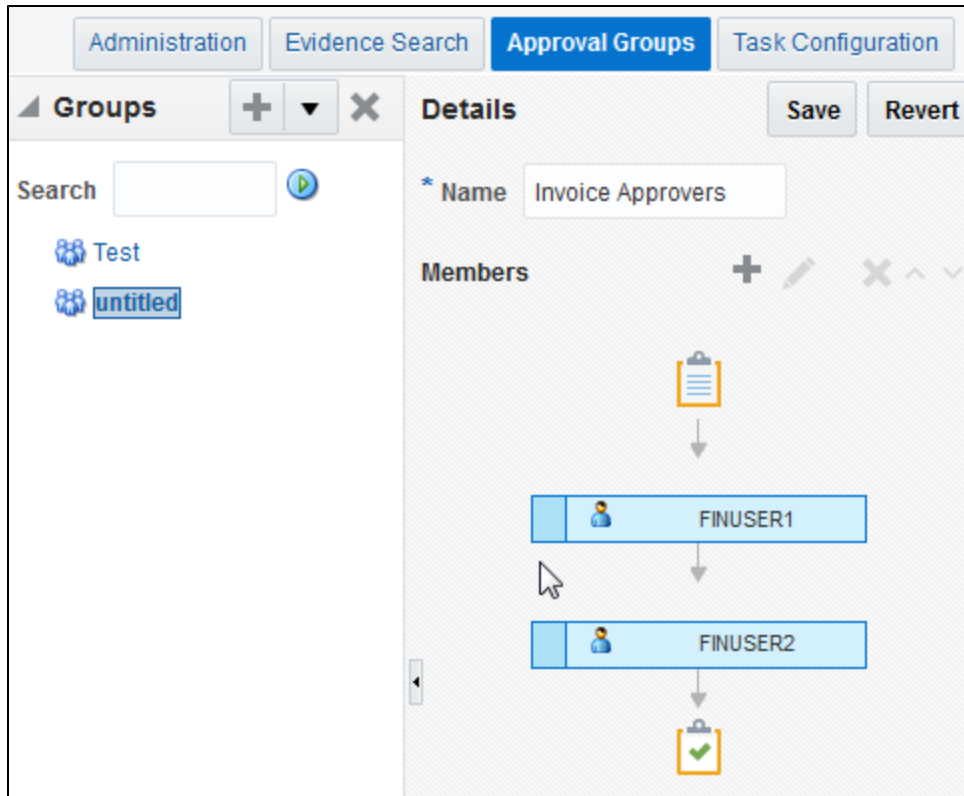 Administration Evidence Search Approval Groups Task Configuration
Groups
Details Save Revert
Search
* Name Invoice Approvers
Test
Members
untitled
FINUSER1
FINUSER2